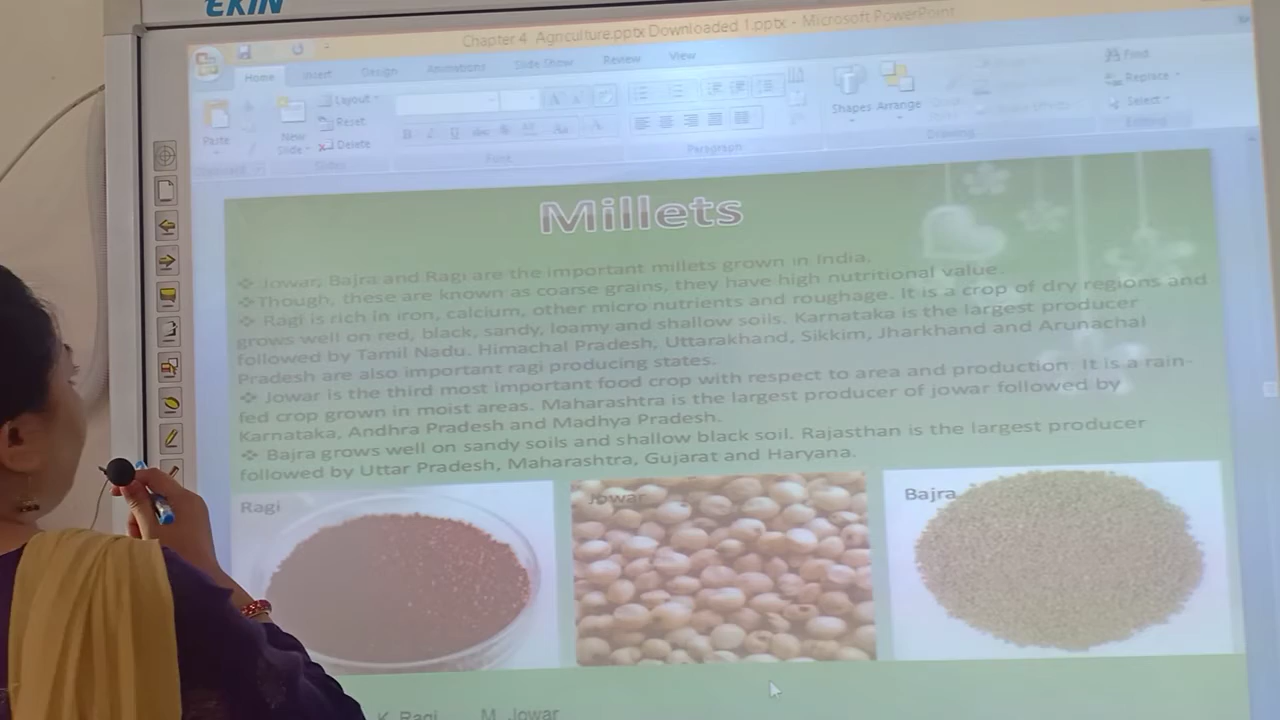 EKIN
Chapter 4 Agriculture.pptx Downloaded 1.pptx - Microsoft PowerPoint
Home Insert Design Animations Slide Show Review View
Paste
New Slide
Layout
Reset
Delete
Slides
Font
Paragraph
Shapes Arrange
Drawing
Find
Replace
Select
Editing
Millets
❖ Jowar, Bajra and Ragi are the important millets grown in India.
❖ Though, these are known as coarse grains, they have high nutritional value.
❖ Ragi is rich in iron, calcium, other micro nutrients and roughage. It is a crop of dry regions and
grows well on red, black, sandy, loamy and shallow soils. Karnataka is the largest producer
followed by Tamil Nadu. Himachal Pradesh, Uttarakhand, Sikkim, Jharkhand and Arunachal
Pradesh are also important ragi producing states.
❖ Jowar is the third most important food crop with respect to area and production. It is a rain-
fed crop grown in moist areas. Maharashtra is the largest producer of jowar followed by
Karnataka, Andhra Pradesh and Madhya Pradesh.
❖ Bajra grows well on sandy soils and shallow black soil. Rajasthan is the largest producer
followed by Uttar Pradesh, Maharashtra, Gujarat and Haryana.
Ragi
Jowar
Bajra
K. Ragi M. Jowar